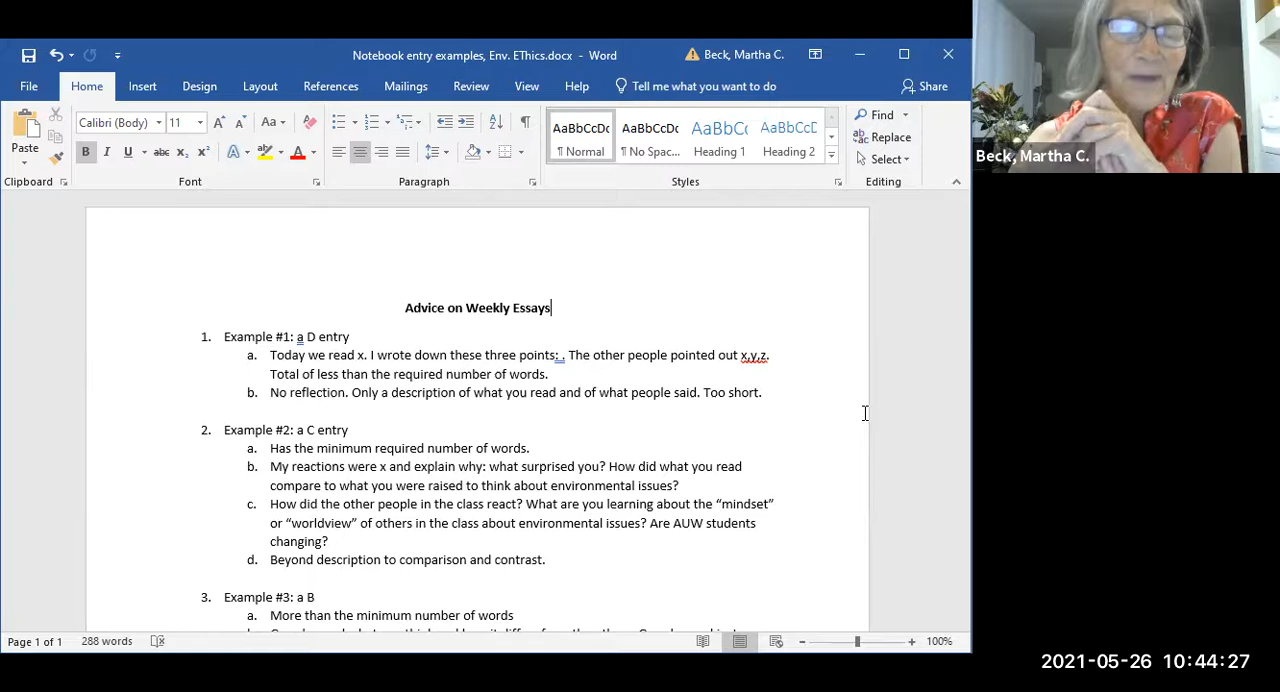 Notebook entry examples, Env. EThics.docx - Word
Beck, Martha C.
File Home Insert Design Layout References Mailings Review View Help Tell me what you want to do Share
Paste
Calibri (Body) 11 Aa
B I U abc x₂ x² A A
AaBbCcDc AaBbCcDc AaBbCc AaBbCcD
¶ Normal ¶ No Spac... Heading 1 Heading 2
Find
Replace
Select
Clipboard Font Paragraph Styles Editing
Beck, Martha C.
Advice on Weekly Essays
1. Example #1: a D entry
a. Today we read x. I wrote down these three points: . The other people pointed out x,y,z.
Total of less than the required number of words.
b. No reflection. Only a description of what you read and of what people said. Too short.
2. Example #2: a C entry
a. Has the minimum required number of words.
b. My reactions were x and explain why: what surprised you? How did what you read
compare to what you were raised to think about environmental issues?
c. How did the other people in the class react? What are you learning about the “mindset”
or “worldview” of others in the class about environmental issues? Are AUW students
changing?
d. Beyond description to comparison and contrast.
3. Example #3: a B
a. More than the minimum number of words
Page 1 of 1 288 words 100%
2021-05-26 10:44:27